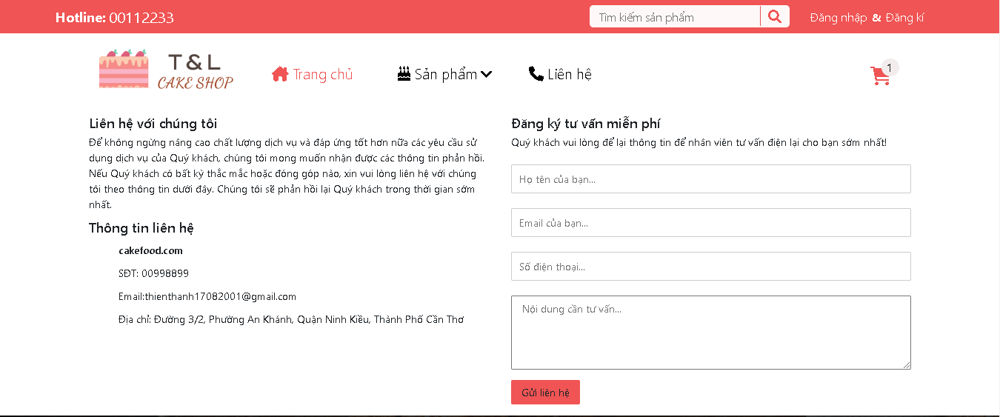 Hotline: 00112233
Tìm kiếm sản phẩm
Đăng nhập & Đăng kí
T & L
CAKE SHOP
Trang chủ
Sản phẩm
Liên hệ
1
Liên hệ với chúng tôi
Để không ngừng nâng cao chất lượng dịch vụ và đáp ứng tốt hơn nữa các yêu cầu sử
dụng dịch vụ của Quý khách, chúng tôi mong muốn nhận được các thông tin phản hồi.
Nếu Quý khách có bất kỳ thắc mắc hoặc đóng góp nào, xin vui lòng liên hệ với chúng
tôi theo thông tin dưới đây. Chúng tôi sẽ phản hồi lại Quý khách trong thời gian sớm
nhất.
Thông tin liên hệ
cakefood.com
SĐT: 00998899
Email:thienthanh17082001@gmail.com
Địa chỉ: Đường 3/2, Phường An Khánh, Quận Ninh Kiều, Thành Phố Cần Thơ
Đăng ký tư vấn miễn phí
Quý khách vui lòng để lại thông tin để nhân viên tư vấn điện lại cho bạn sớm nhất!
Họ tên của bạn...
Email của bạn...
Số điện thoại...
Nội dung cần tư vấn...
Gửi liên hệ